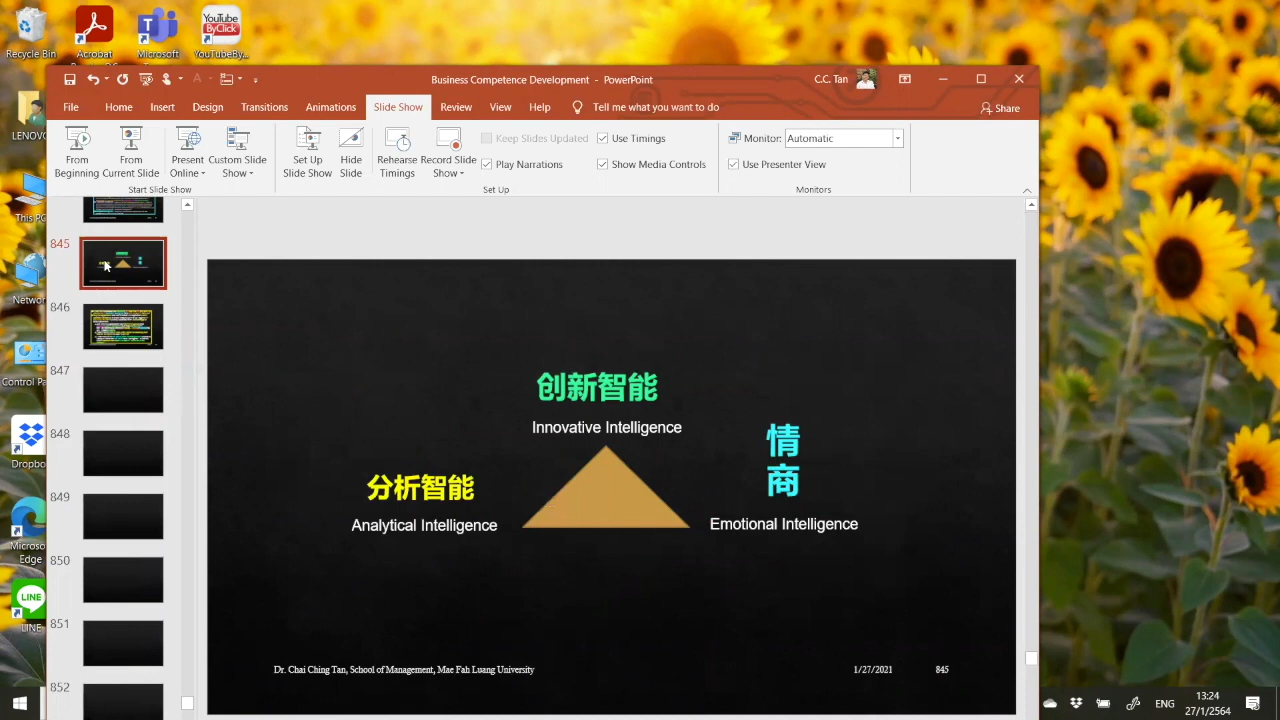 Recycle Bin
Acrobat
Microsoft
YouTube
ByClick
YouTubeBy...
Business Competence Development - PowerPoint
C.C. Tan
File Home Insert Design Transitions Animations Slide Show Review View Help Tell me what you want to do Share
From Beginning
From Current Slide
Present Online
Custom Slide Show
Set Up Slide Show
Hide Slide
Rehearse Timings
Record Slide Show
Keep Slides Updated
Play Narrations
Use Timings
Show Media Controls
Monitor: Automatic
Use Presenter View
Start Slide Show
Set Up
Monitors
LENOVO
This PC
Network
Control Pa
Dropbo
Microso
Edge
LINE
LINE
845
846
847
848
849
850
851
852
创新智能
Innovative Intelligence
分析智能
Analytical Intelligence
情
商
Emotional Intelligence
Dr. Chai Ching Tan, School of Management, Mae Fah Luang University
1/27/2021
845
ENG
13:24
27/1/2564